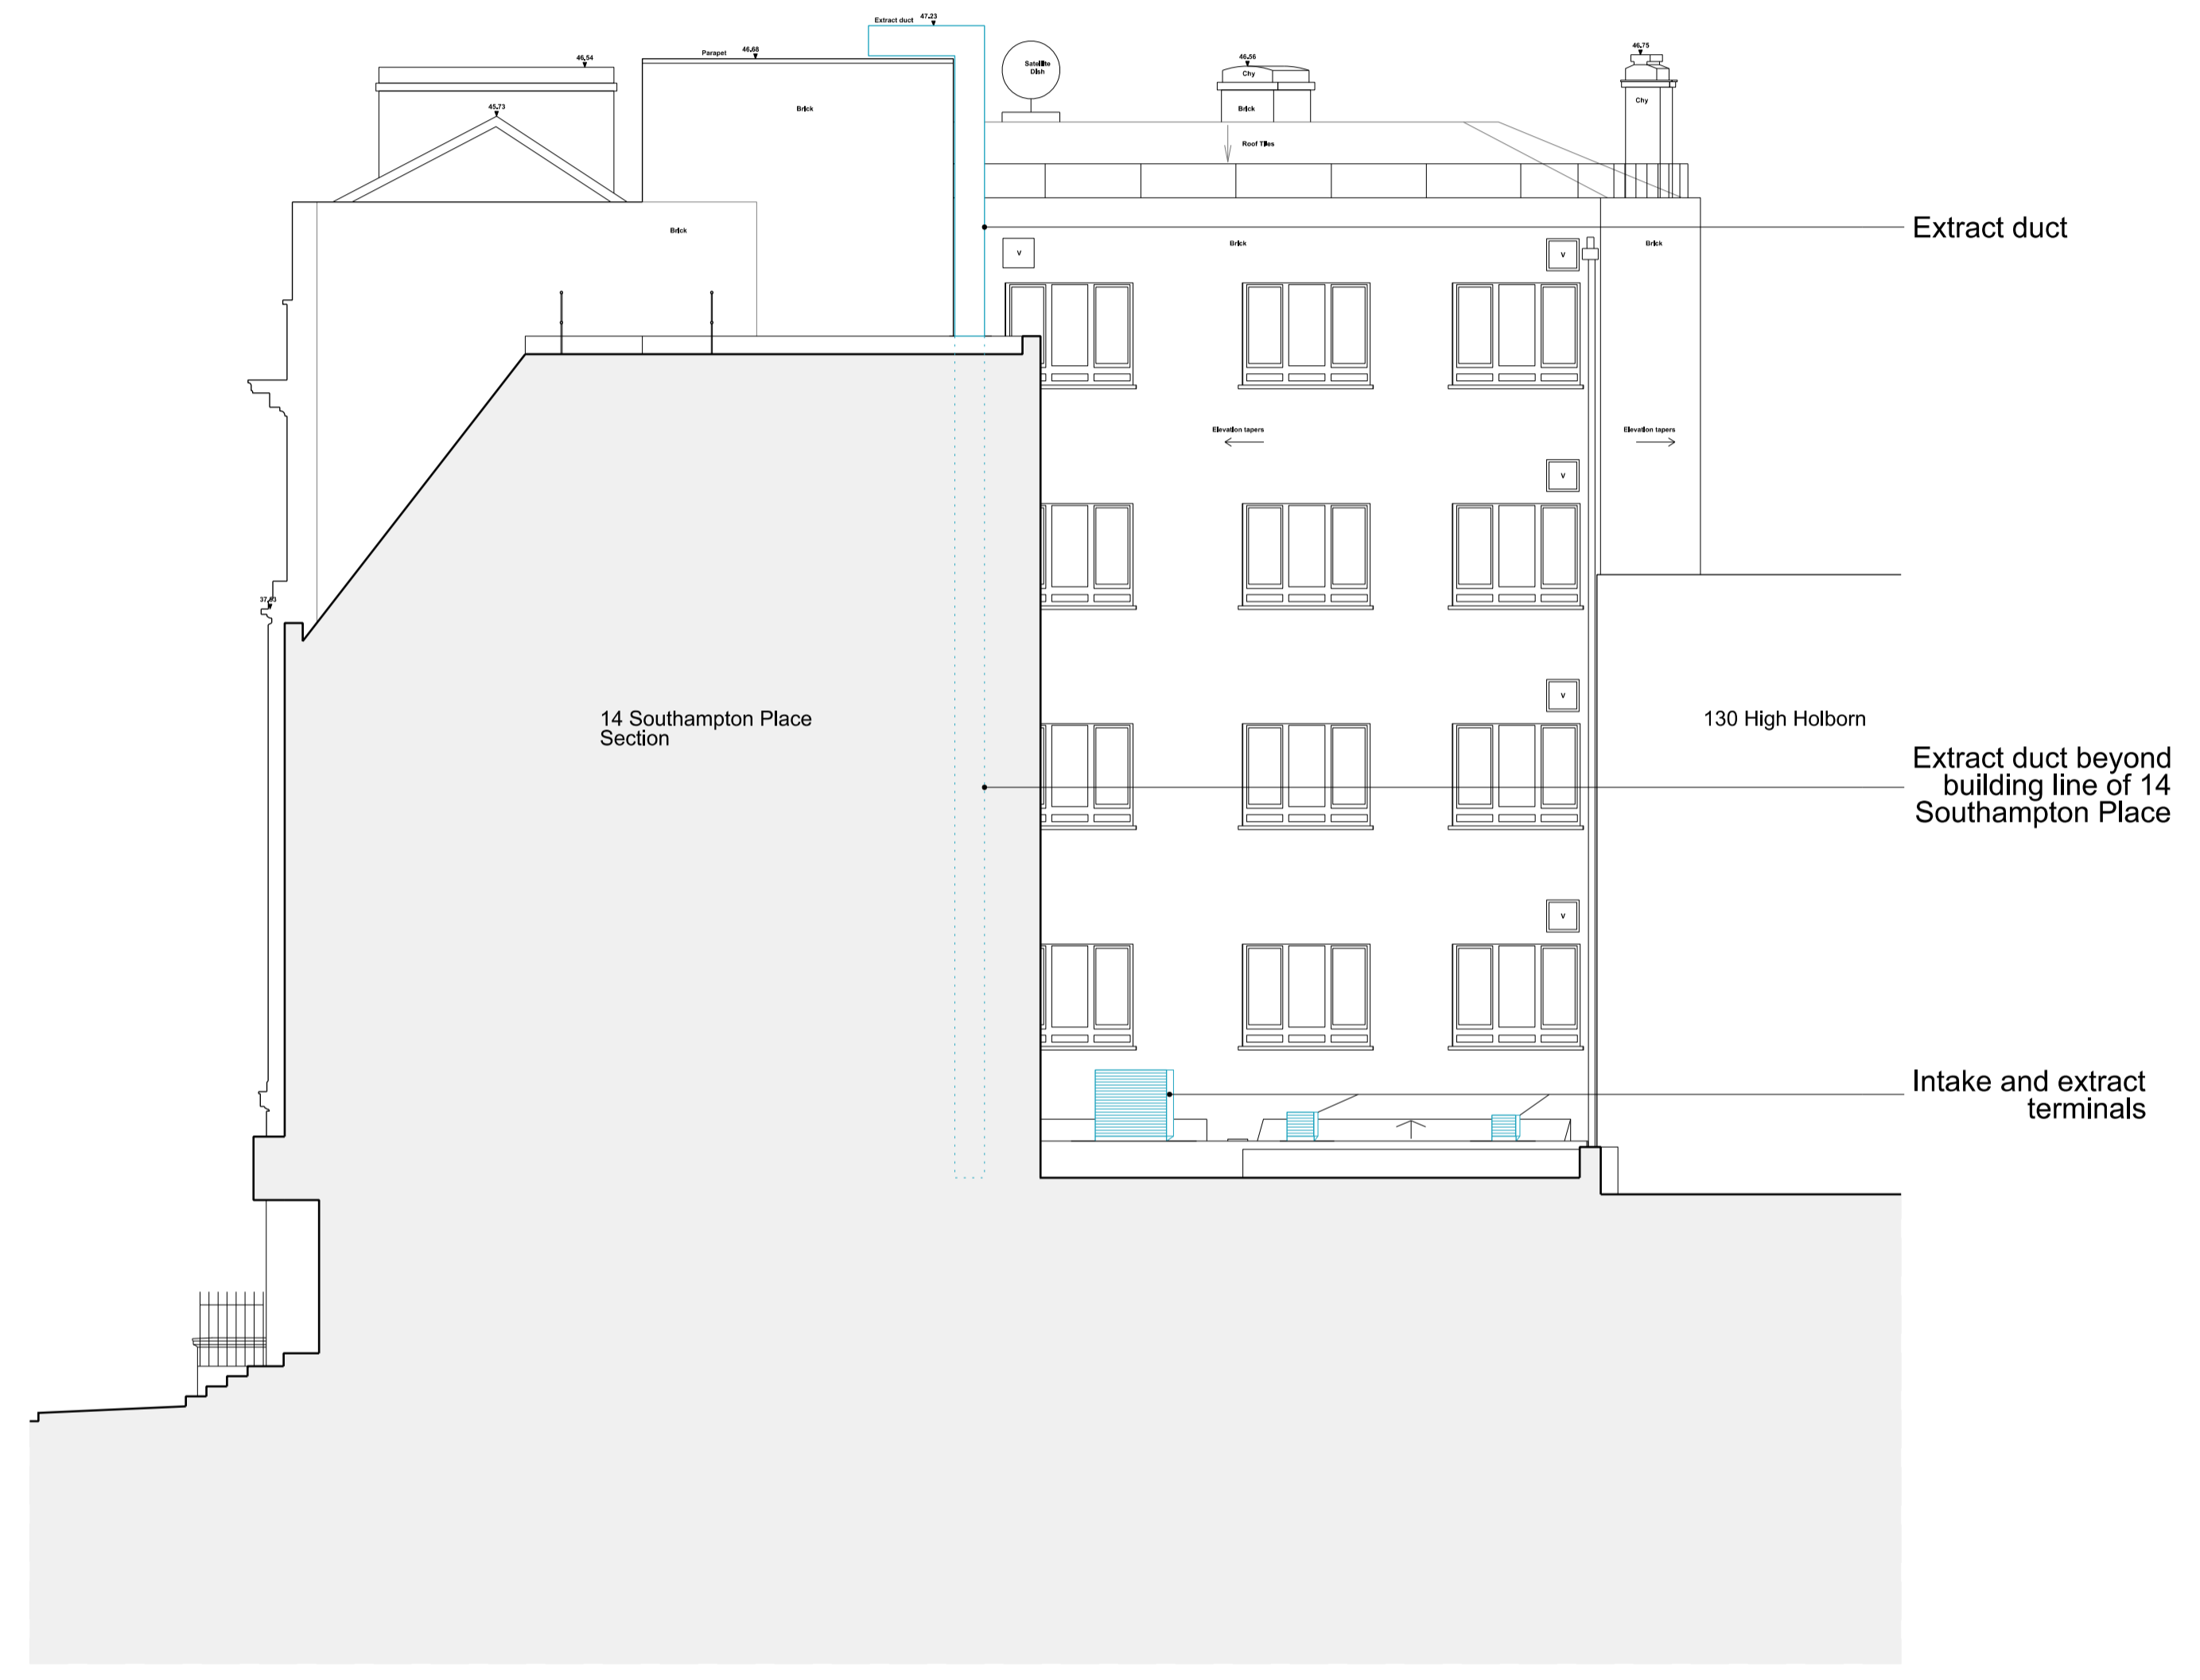 Extract duct 47.23
Parapet 46.68
46.54
45.73
Brick
Satellite
Dish
46.56
Chy
Brick
46.75
Chy
Roof Tiles
Brick
Brick
Brick
V
V
Extract duct
Elevation tapers
Elevation tapers
V
14 Southampton Place
Section
V
130 High Holborn
Extract duct beyond
building line of 14
Southampton Place
V
Intake and extract
terminals